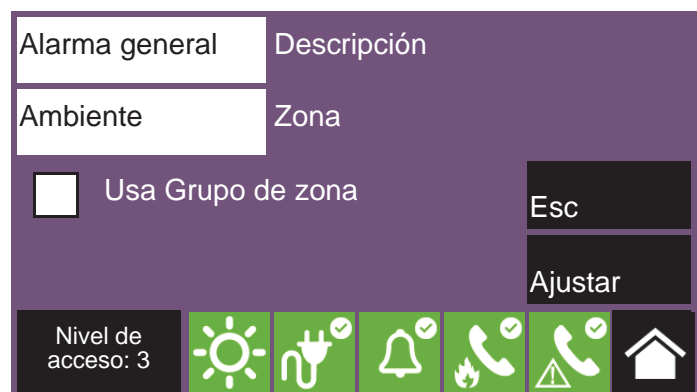 Alarma general Descripción
Ambiente Zona
Usa Grupo de zona
Esc
Ajustar
Nivel de
acceso: 3